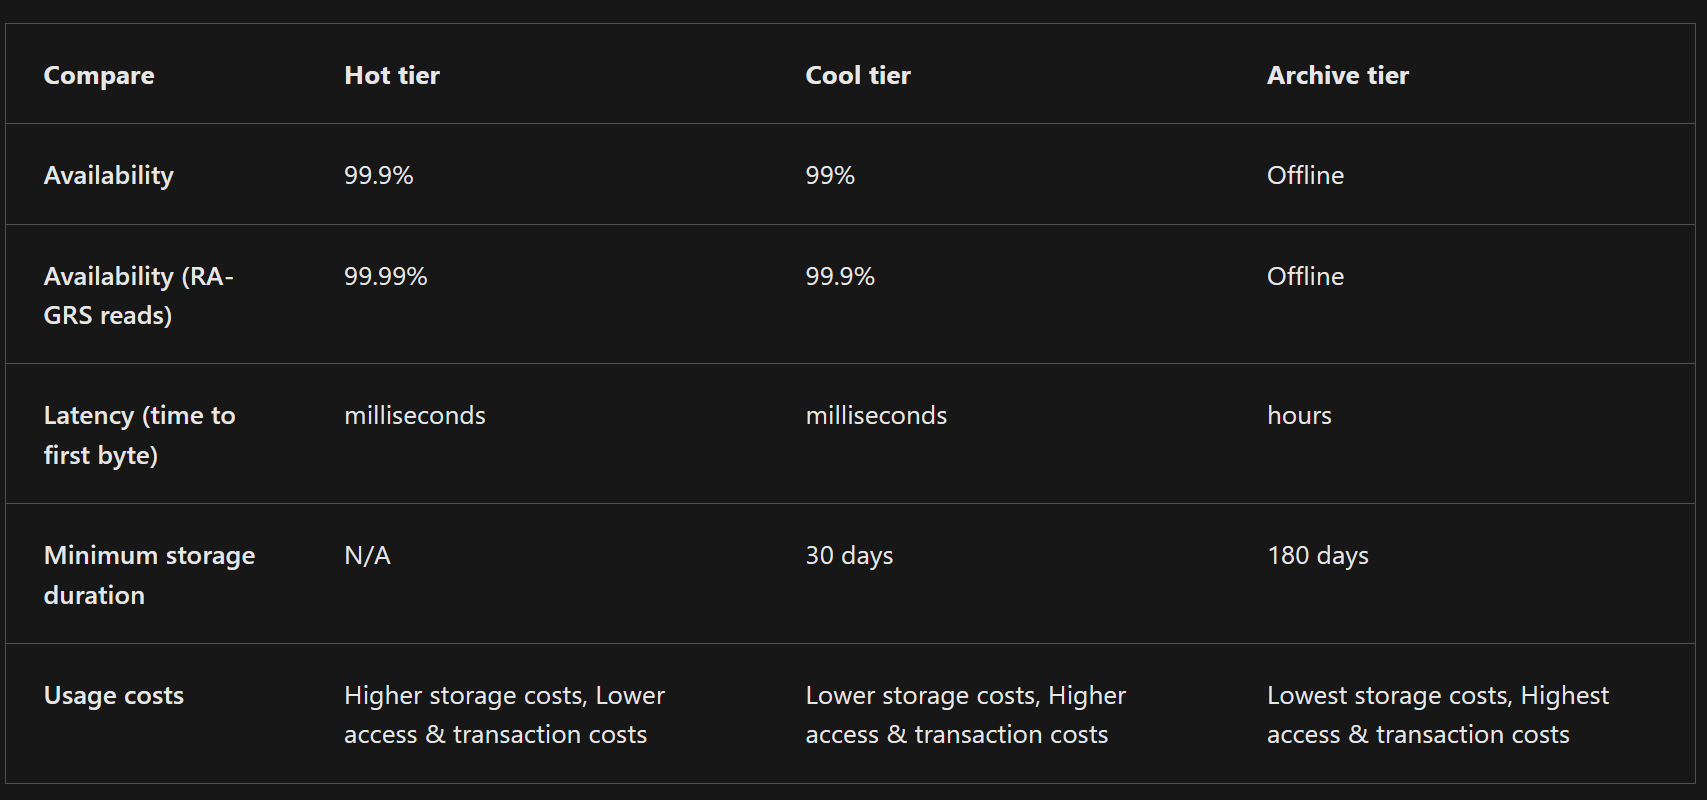 Compare Hot tier Cool tier Archive tier
Availability 99.9% 99% Offline
Availability (RA- 99.99% 99.9% Offline
GRS reads)
Latency (time to milliseconds milliseconds hours
first byte)
Minimum storage N/A 30 days 180 days
duration
Usage costs Higher storage costs, Lower Lower storage costs, Higher Lowest storage costs, Highest
access & transaction costs access & transaction costs access & transaction costs